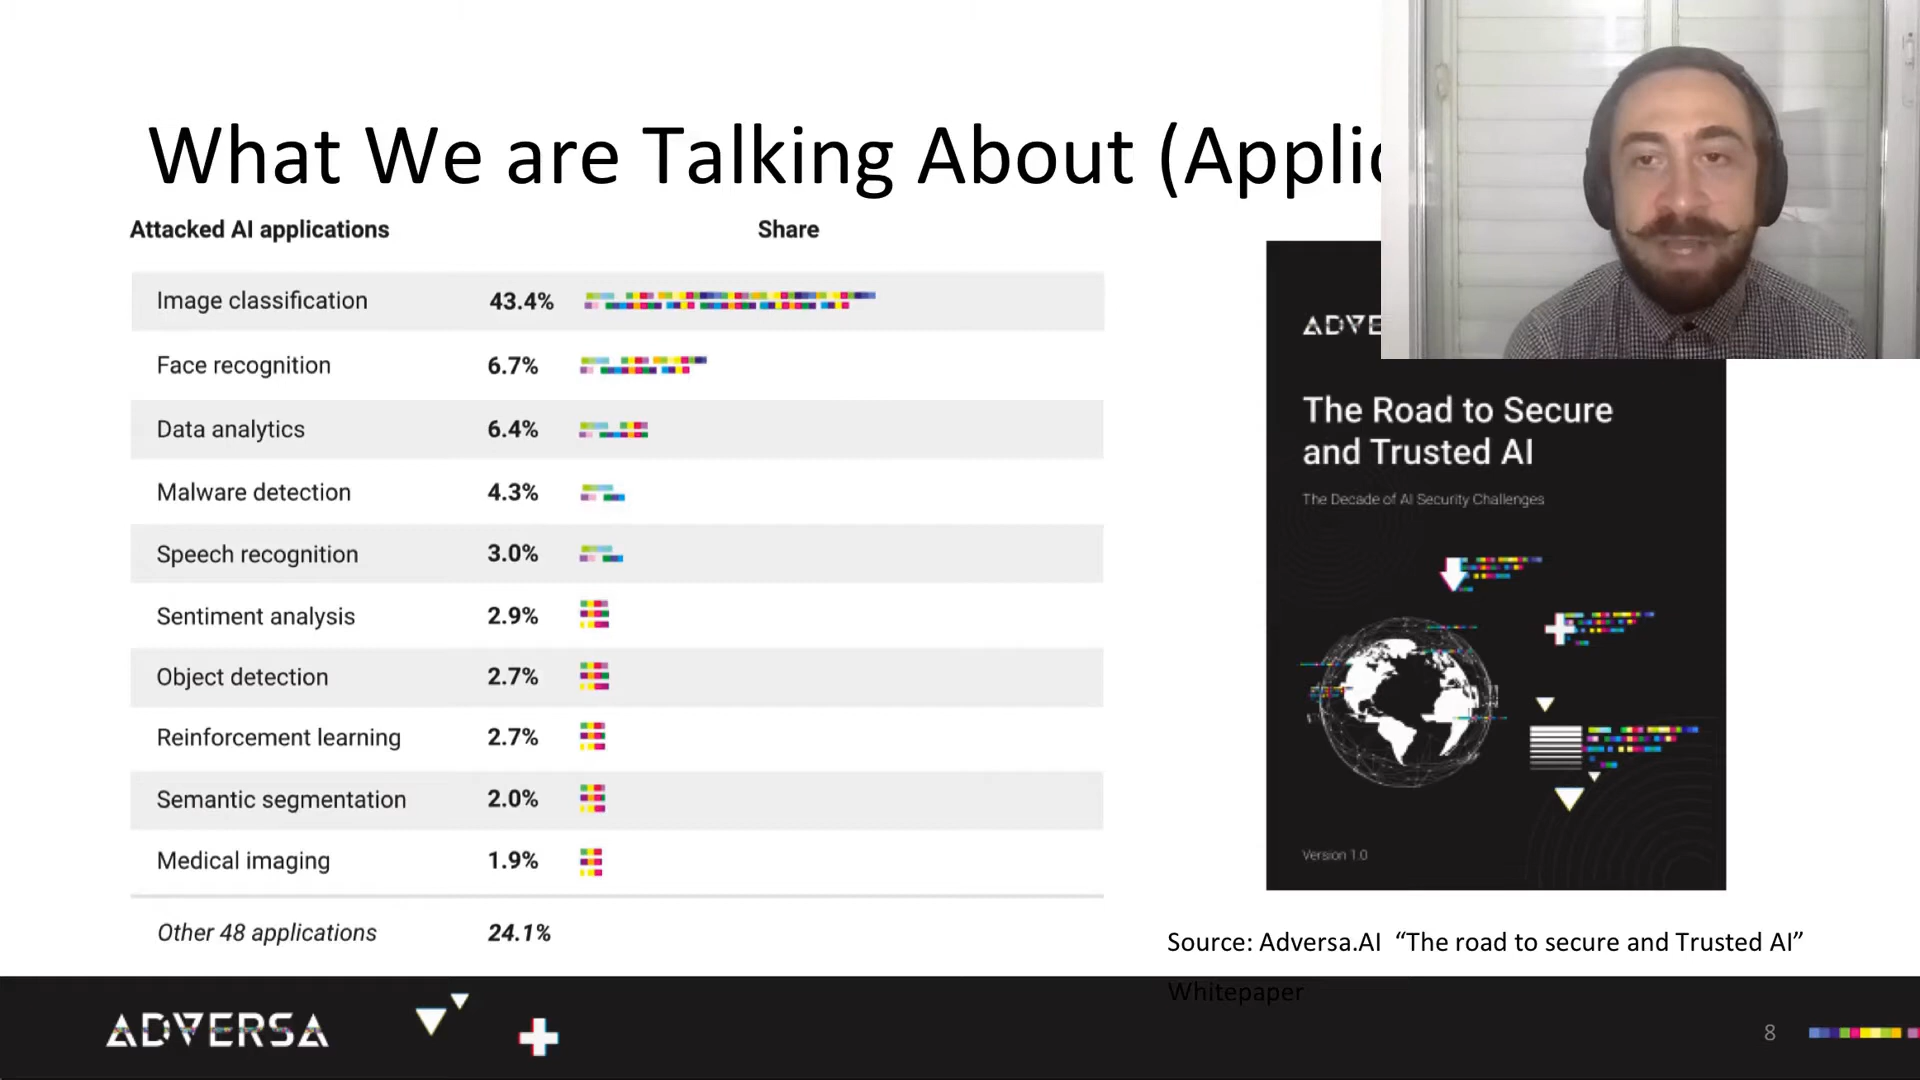 What We are Talking About (Applic
Attacked AI applications Share
Image classification 43.4%
Face recognition 6.7%
Data analytics 6.4%
Malware detection 4.3%
Speech recognition 3.0%
Sentiment analysis 2.9%
Object detection 2.7%
Reinforcement learning 2.7%
Semantic segmentation 2.0%
Medical imaging 1.9%
Other 48 applications 24.1%
ADVE
The Road to Secure
and Trusted AI
The Decade of AI Security Challenges
Version 1.0
Source: Adversa.AI “The road to secure and Trusted AI”
Whitepaper
ADVERSA
8